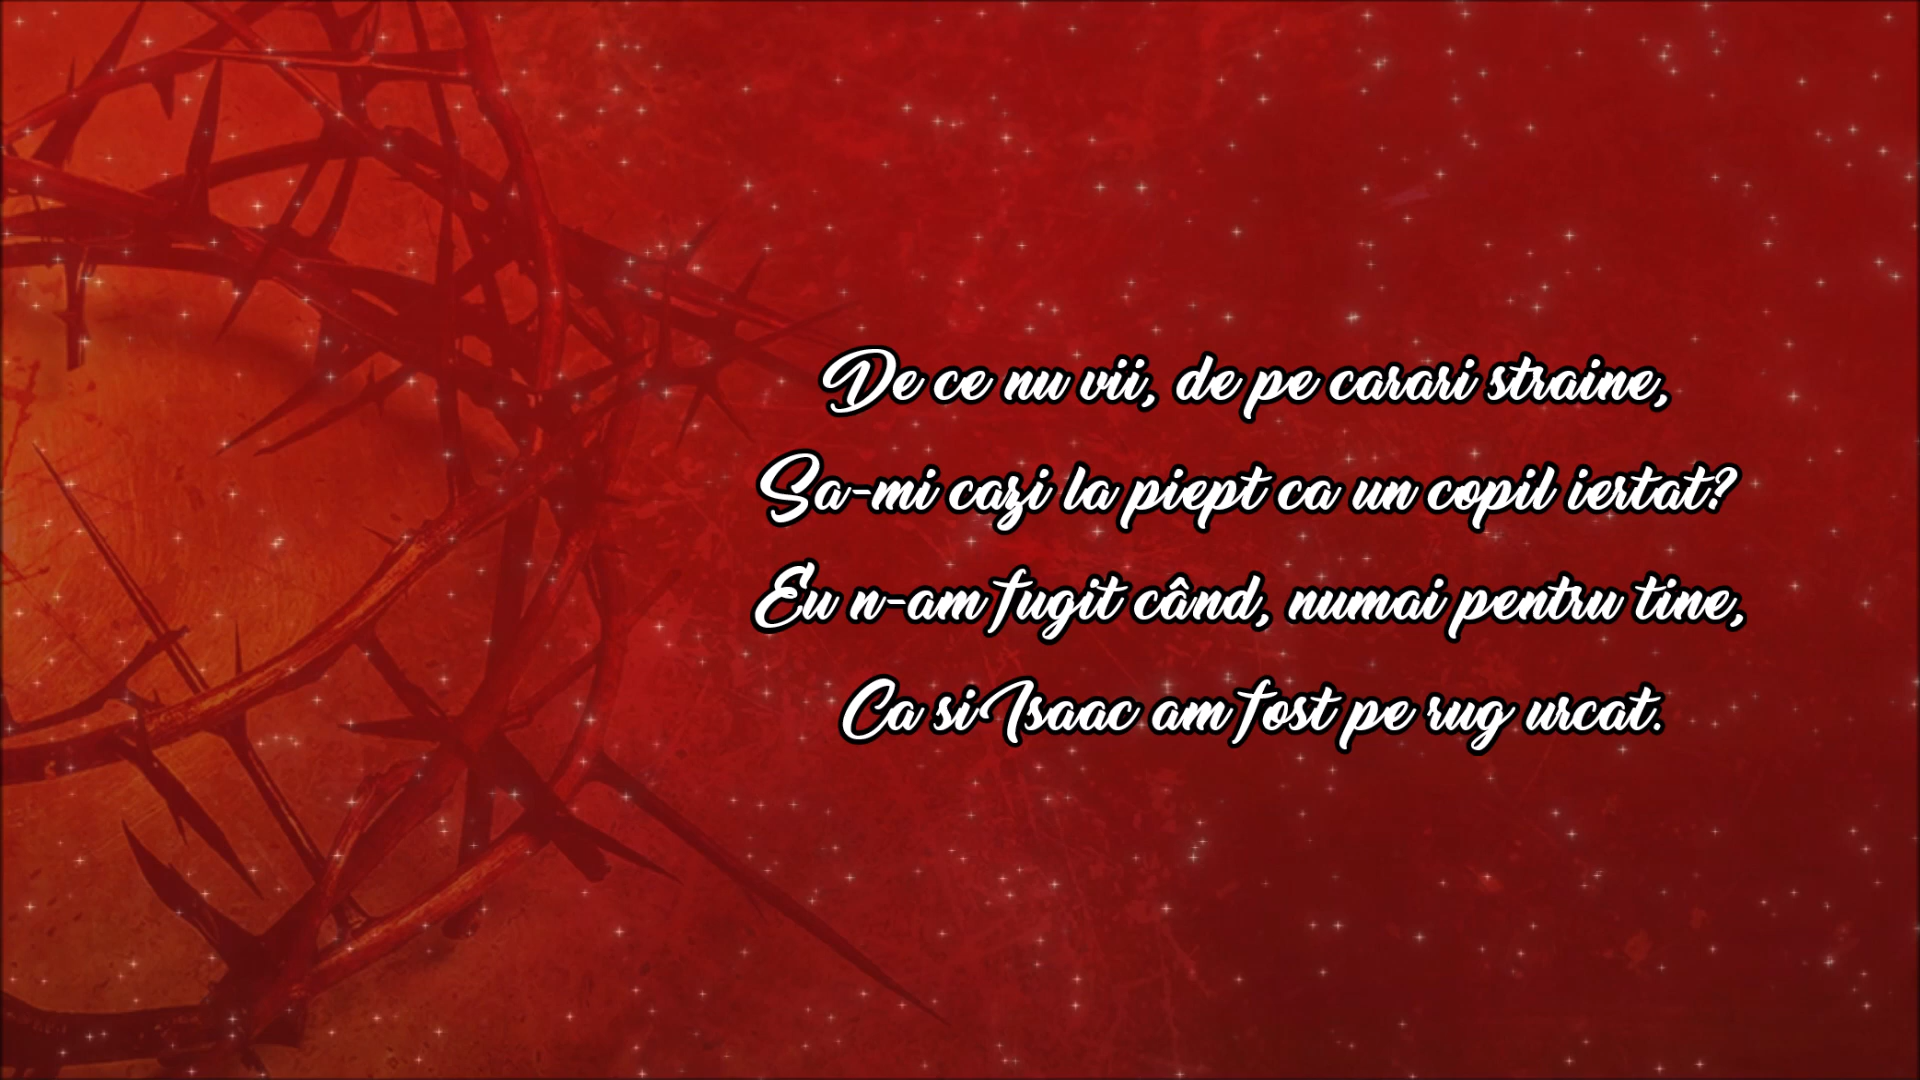 De ce nu vii, de pe carari straine,
Sa-mi cazi la piept ca un copil iertat?
Eu n-am fugit când, numai pentru tine,
Ca si Isaac am fost pe rug urcat.